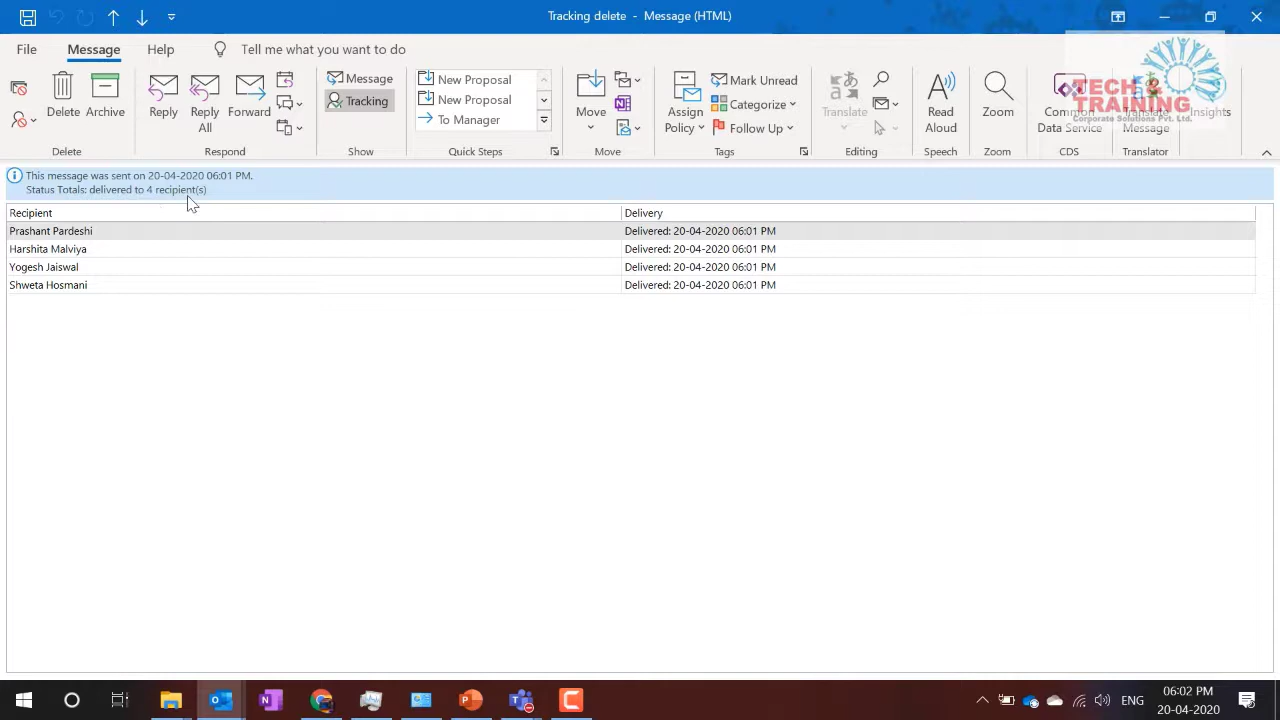 Tracking delete - Message (HTML)
File Message Help Tell me what you want to do
Delete
Archive
Reply
Reply All
Forward
Message
Tracking
New Proposal
New Proposal
To Manager
Move
Assign Policy
Mark Unread
Categorize
Follow Up
Translate
Read Aloud
Zoom
Common Data Service
Translate Message
Insights
TECH &
TRAINING
Corporate Solutions Pvt. Ltd.
Delete Respond Show Quick Steps Move Tags Editing Speech Zoom CDS Translator
This message was sent on 20-04-2020 06:01 PM.
Status Totals: delivered to 4 recipient(s)
Recipient Delivery
Prashant Pardeshi Delivered: 20-04-2020 06:01 PM
Harshita Malviya Delivered: 20-04-2020 06:01 PM
Yogesh Jaiswal Delivered: 20-04-2020 06:01 PM
Shweta Hosmani Delivered: 20-04-2020 06:01 PM
ENG
06:02 PM
20-04-2020